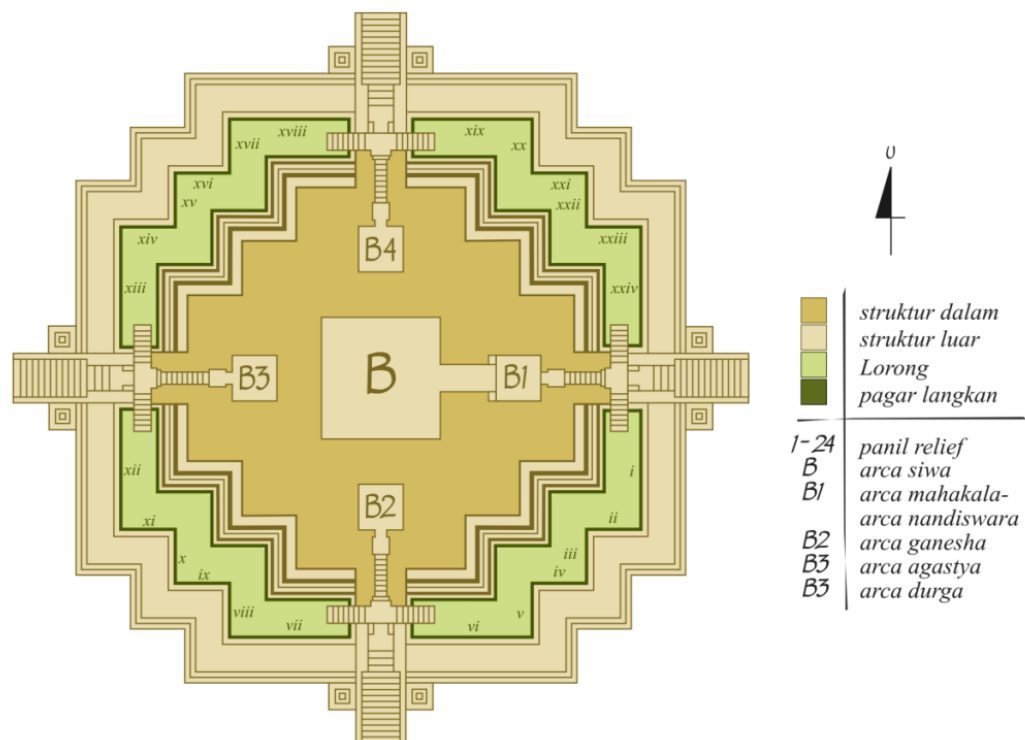 xviii
xix
xvii
xx
xvi
xxi
xv
xxii
xiv
xxiii
B4
xiii
xxiv
B3
B
B1
xii
i
B2
xi
ii
x
iii
ix
iv
viii
v
vii
vi
U
struktur dalam
struktur luar
Lorong
pagar langkan
1-24 panil relief
B arca siwa
B1 arca mahakala-
arca nandiswara
B2 arca ganesha
B3 arca agastya
B3 arca durga